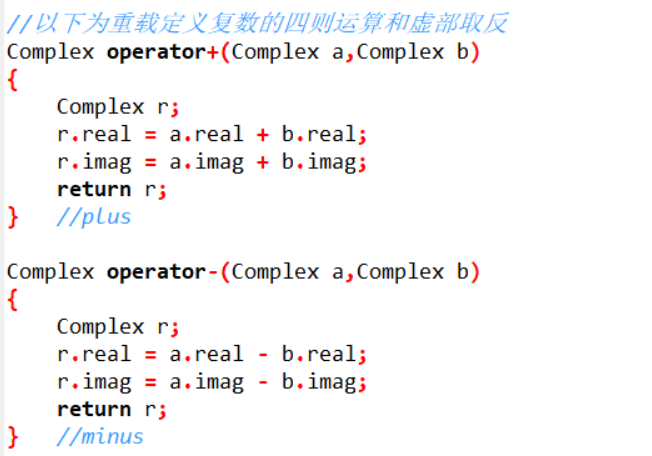 //以下为重载定义复数的四则运算和虚部取反
Complex operator+(Complex a,Complex b)
{
    Complex r;
    r.real = a.real + b.real;
    r.imag = a.imag + b.imag;
    return r;
}   //plus

Complex operator-(Complex a,Complex b)
{
    Complex r;
    r.real = a.real - b.real;
    r.imag = a.imag - b.imag;
    return r;
}   //minus